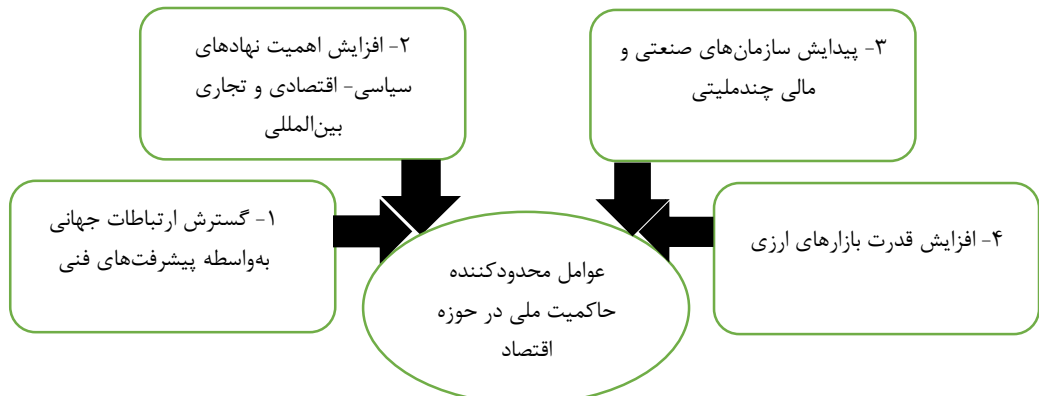 ۱- گسترش ارتباطات جهانی
به‌واسطه پیشرفت‌های فنی
۲- افزایش اهمیت نهادهای
سیاسی- اقتصادی و تجاری
بین‌المللی
۳- پیدایش سازمان‌های صنعتی و
مالی چندملیتی
۴- افزایش قدرت بازارهای ارزی
عوامل محدودکننده
حاکمیت ملی در حوزه
اقتصاد